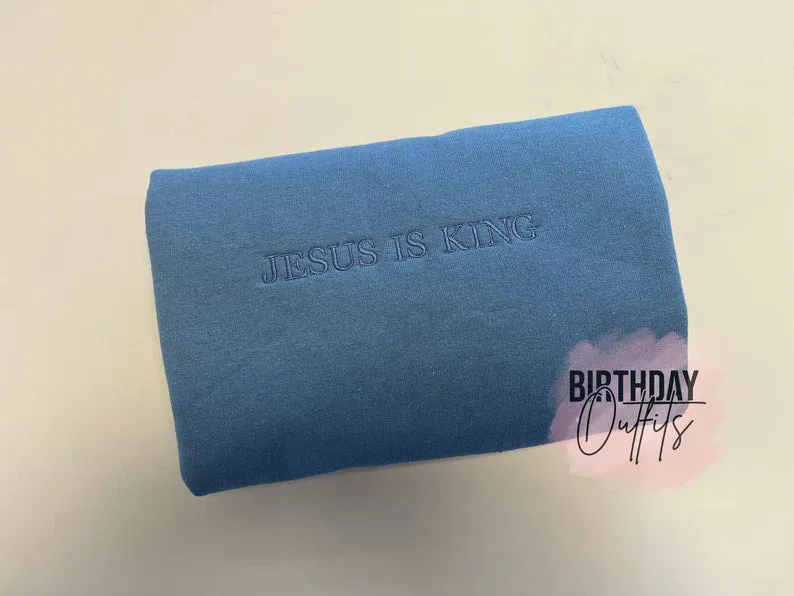 JESUS IS KING
BIRTHDAY
Outfits